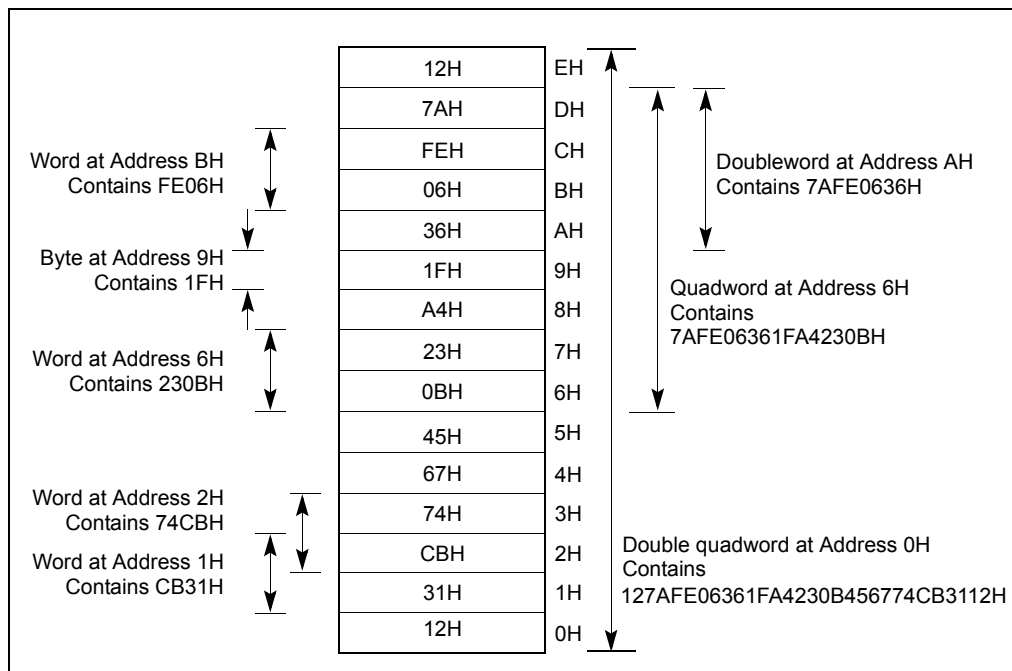 12H EH
7AH DH
FEH CH
06H BH
36H AH
1FH 9H
A4H 8H
23H 7H
0BH 6H
45H 5H
67H 4H
74H 3H
CBH 2H
31H 1H
12H 0H
Word at Address BH
Contains FE06H
Byte at Address 9H
Contains 1FH
Word at Address 6H
Contains 230BH
Word at Address 2H
Contains 74CBH
Word at Address 1H
Contains CB31H
Doubleword at Address AH
Contains 7AFE0636H
Quadword at Address 6H
Contains
7AFE06361FA4230BH
Double quadword at Address 0H
Contains
127AFE06361FA4230B456774CB3112H